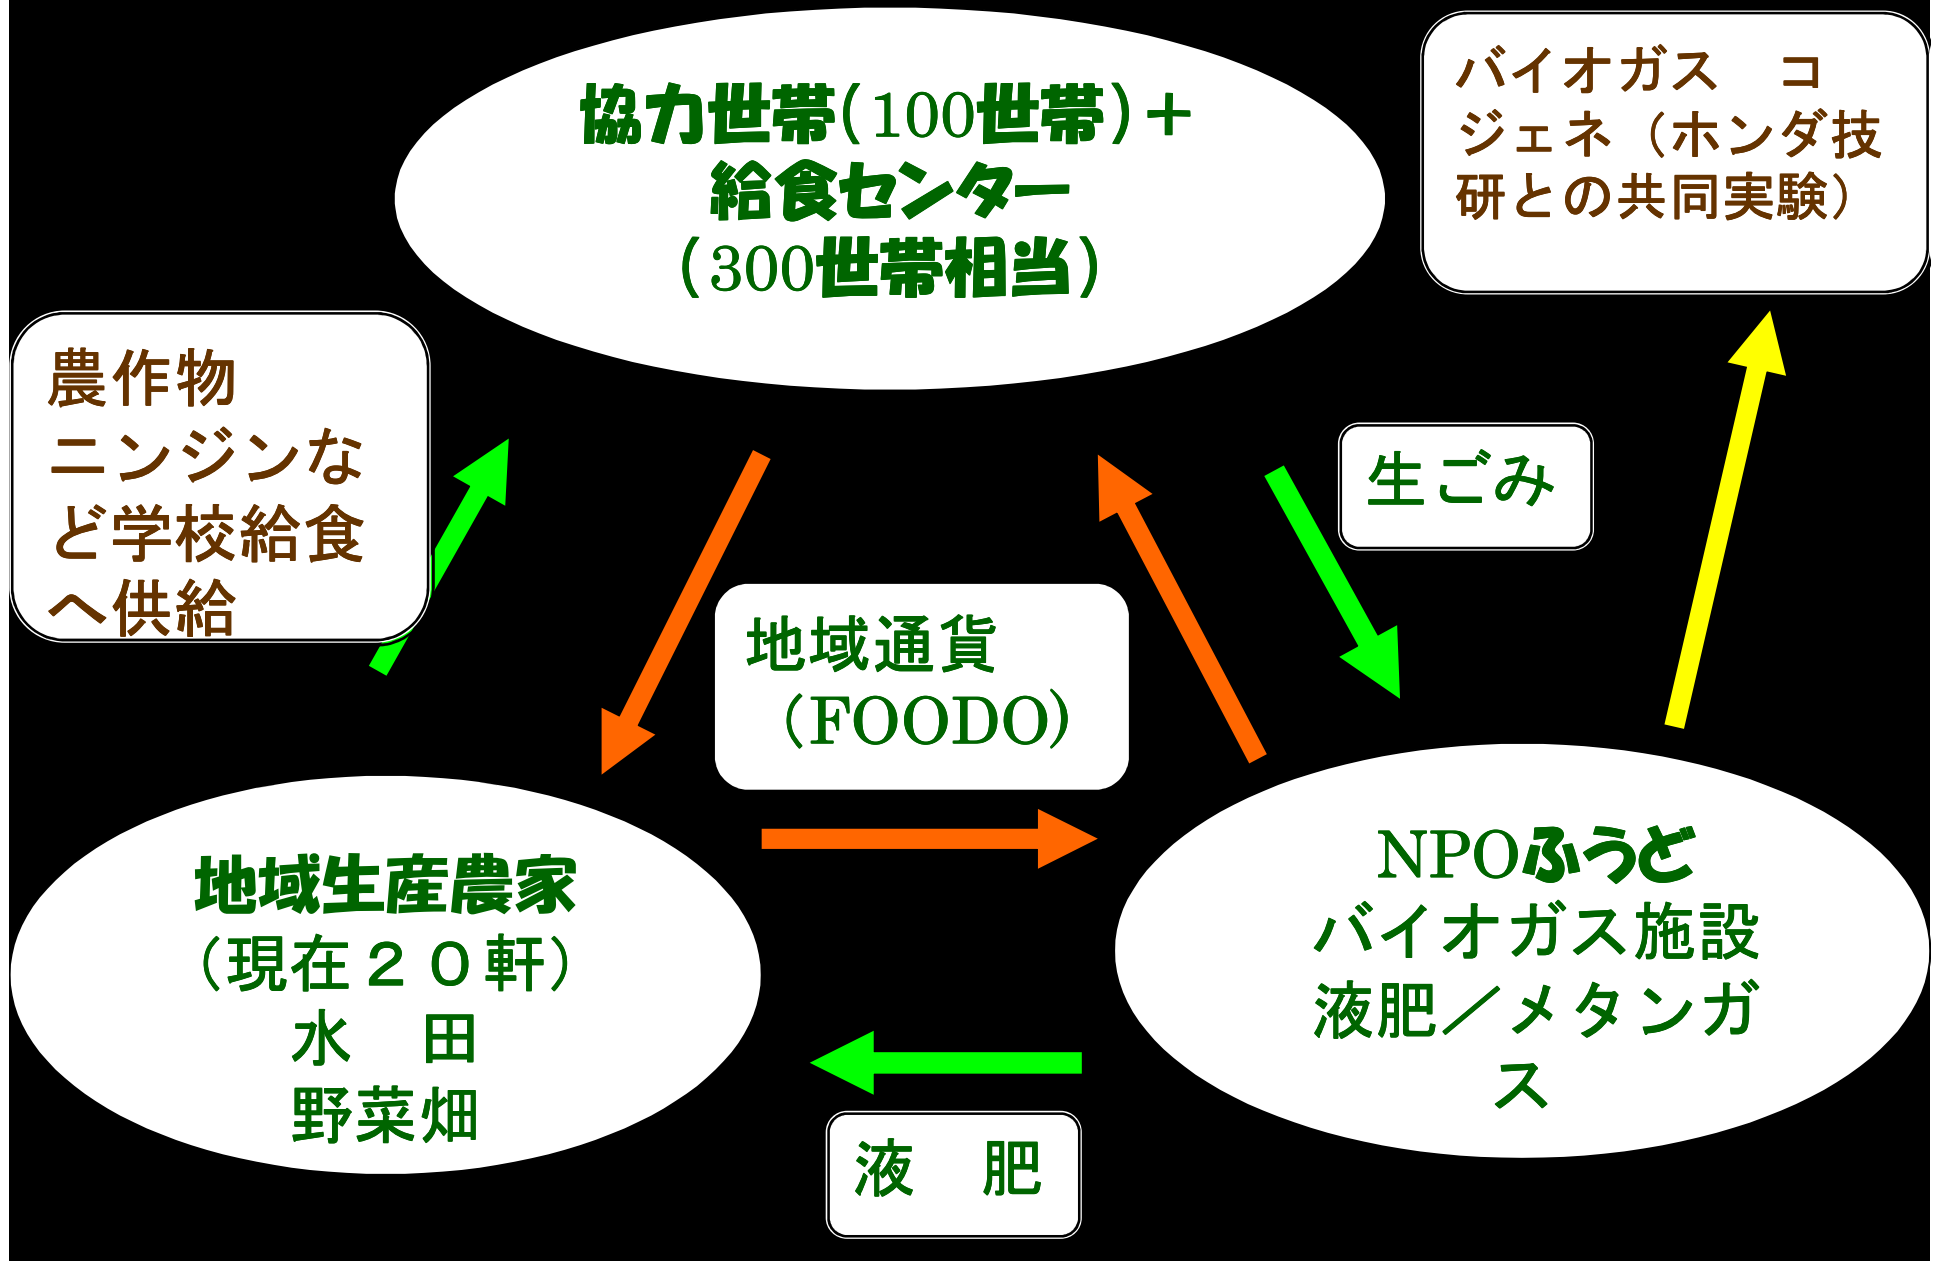 協力世帯(100世帯)＋
給食センター
(300世帯相当)
バイオガス　コ
ジェネ（ホンダ技
研との共同実験）
農作物
ニンジンな
ど学校給食
へ供給
生ごみ
地域通貨
（FOODO)
地域生産農家
（現在２０軒）
水　田
野菜畑
NPOふうど
バイオガス施設
液肥／メタンガ
ス
液　肥